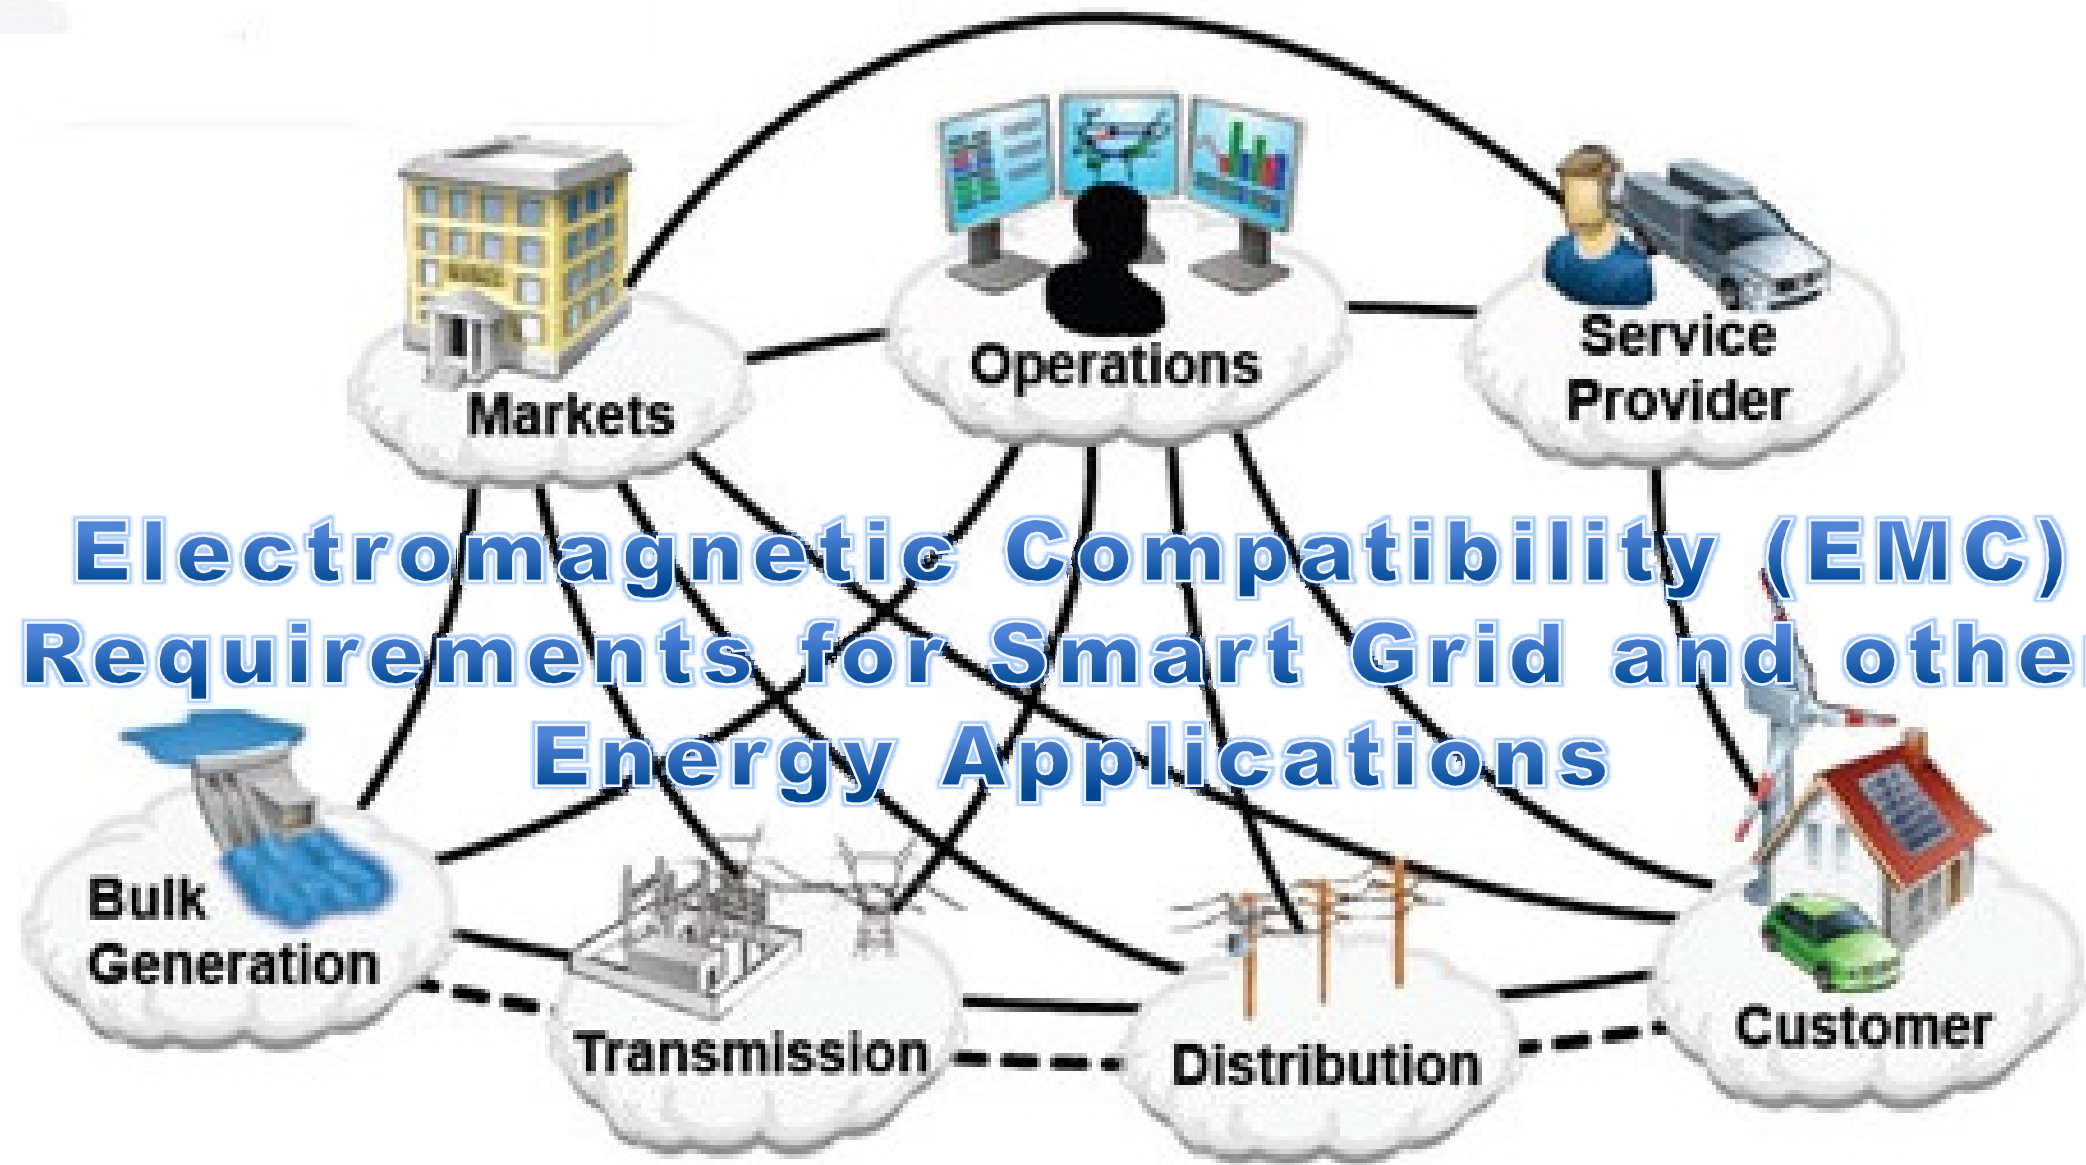 Operations
Service
Provider
Markets
Electromagnetic Compatibility (EMC)
Requirements for Smart Grid and other
Energy Applications
Bulk
Generation
Transmission
Distribution
Customer